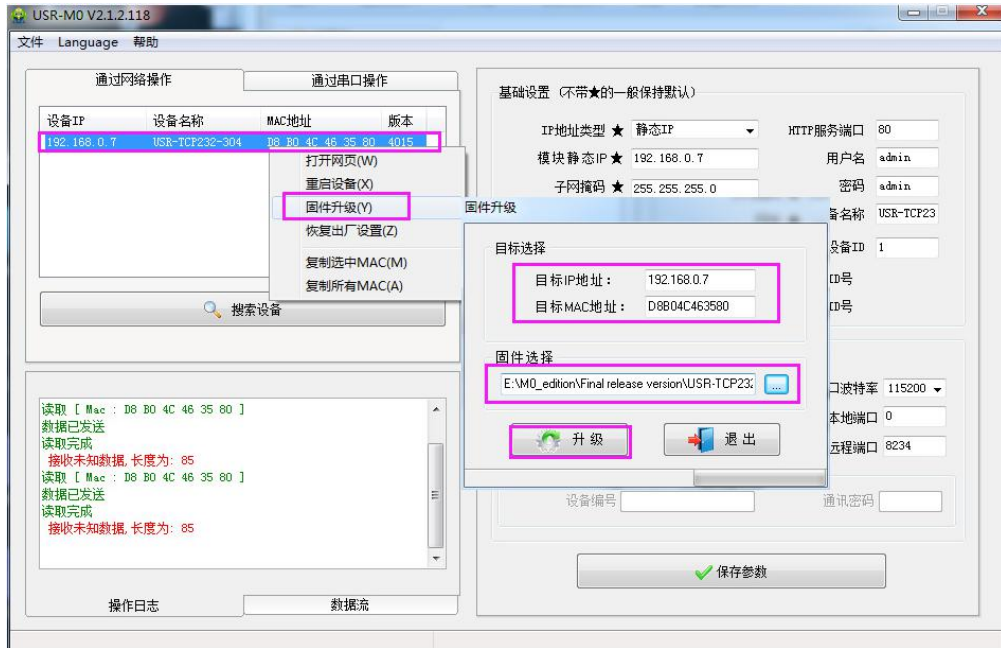 USR-M0 V2.1.2.118
文件 Language 帮助
通过网络操作 通过串口操作
设备IP 设备名称 MAC地址 版本
192.168.0.7 USR-TCP232-304 D8 B0 4C 46 35 80 4015
打开网页(W)
重启设备(X)
固件升级(Y)
恢复出厂设置(Z)
复制选中MAC(M)
复制所有MAC(A)
搜索设备
读取 [ Mac : D8 B0 4C 46 35 80 ]
数据已发送
读取完成
接收未知数据,长度为: 85
读取 [ Mac : D8 B0 4C 46 35 80 ]
数据已发送
读取完成
接收未知数据,长度为: 85
操作日志 数据流
基础设置 (不带★的一般保持默认)
IP地址类型 ★ 静态IP HTTP服务端口 80
模块静态IP★ 192.168.0.7 用户名 admin
子网掩码 ★ 255.255.255.0 密码 admin
备名称 USR-TCP23
设备ID 1
ID号
ID号
固件升级
目标选择
目标IP地址: 192.168.0.7
目标MAC地址: D8B04C463580
固件选择
E:\M0_edition\Final release version\USR-TCP232 ...
升 级 退 出
口波特率 115200
本地端口 0
远程端口 8234
设备编号 通讯密码
保存参数